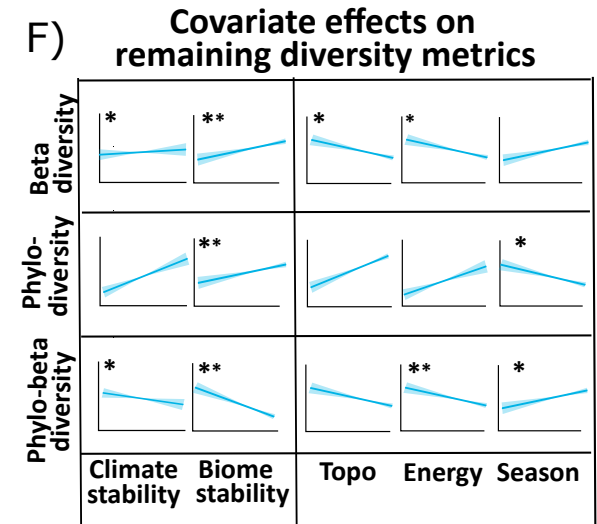 F)
Covariate effects on
remaining diversity metrics
Beta
diversity
* ** * *
Phylo-
diversity
** *
Phylo-beta
diversity
* ** ** *
Climate
stability
Biome
stability
Topo
Energy
Season